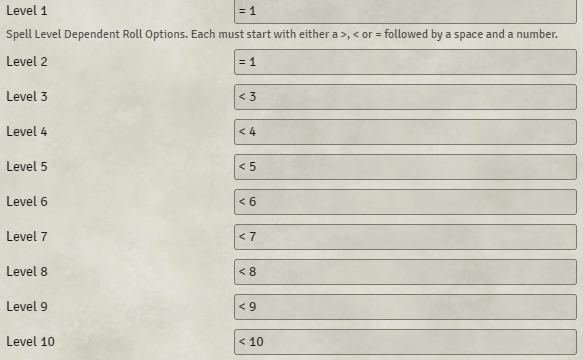 Level 1 = 1
Spell Level Dependent Roll Options. Each must start with either a >, < or = followed by a space and a number.
Level 2 = 1
Level 3 < 3
Level 4 < 4
Level 5 < 5
Level 6 < 6
Level 7 < 7
Level 8 < 8
Level 9 < 9
Level 10 < 10